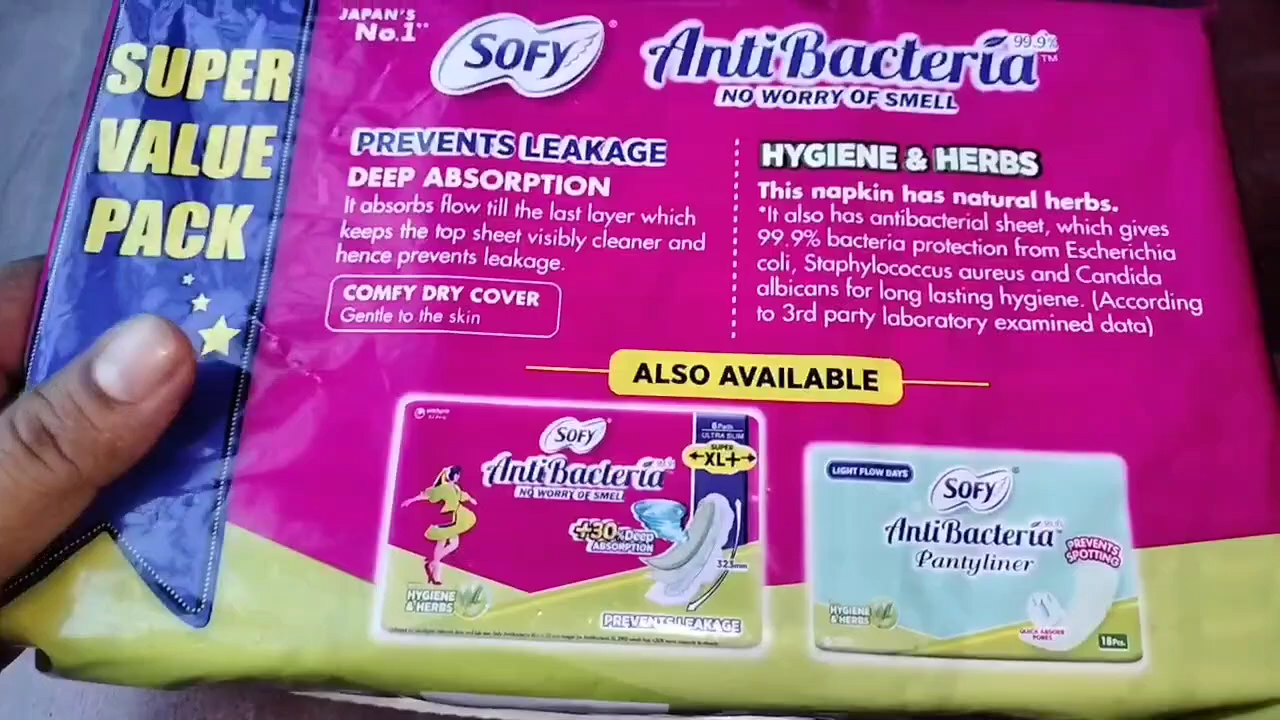 SUPER
VALUE
PACK
JAPAN'S
No.1**
SOFY®
AntiBacteria 99.9%™
NO WORRY OF SMELL
PREVENTS LEAKAGE
DEEP ABSORPTION
It absorbs flow till the last layer which
keeps the top sheet visibly cleaner and
hence prevents leakage.
COMFY DRY COVER
Gentle to the skin
HYGIENE & HERBS
This napkin has natural herbs.
*It also has antibacterial sheet, which gives
99.9% bacteria protection from Escherichia
coli, Staphylococcus aureus and Candida
albicans for long lasting hygiene. (According
to 3rd party laboratory examined data)
ALSO AVAILABLE
SOFY
AntiBacteria
NO WORRY OF SMELL
6 Pads
ULTRA SLIM
SUPER
XL+
+30% Deep
ABSORPTION
323mm
HYGIENE
& HERBS
PREVENTS LEAKAGE
LIGHT FLOW DAYS
SOFY
AntiBacteria
Pantyliner
PREVENTS
SPOTTING
HYGIENE
& HERBS
QUICK ABSORB
PORES
18Pcs.